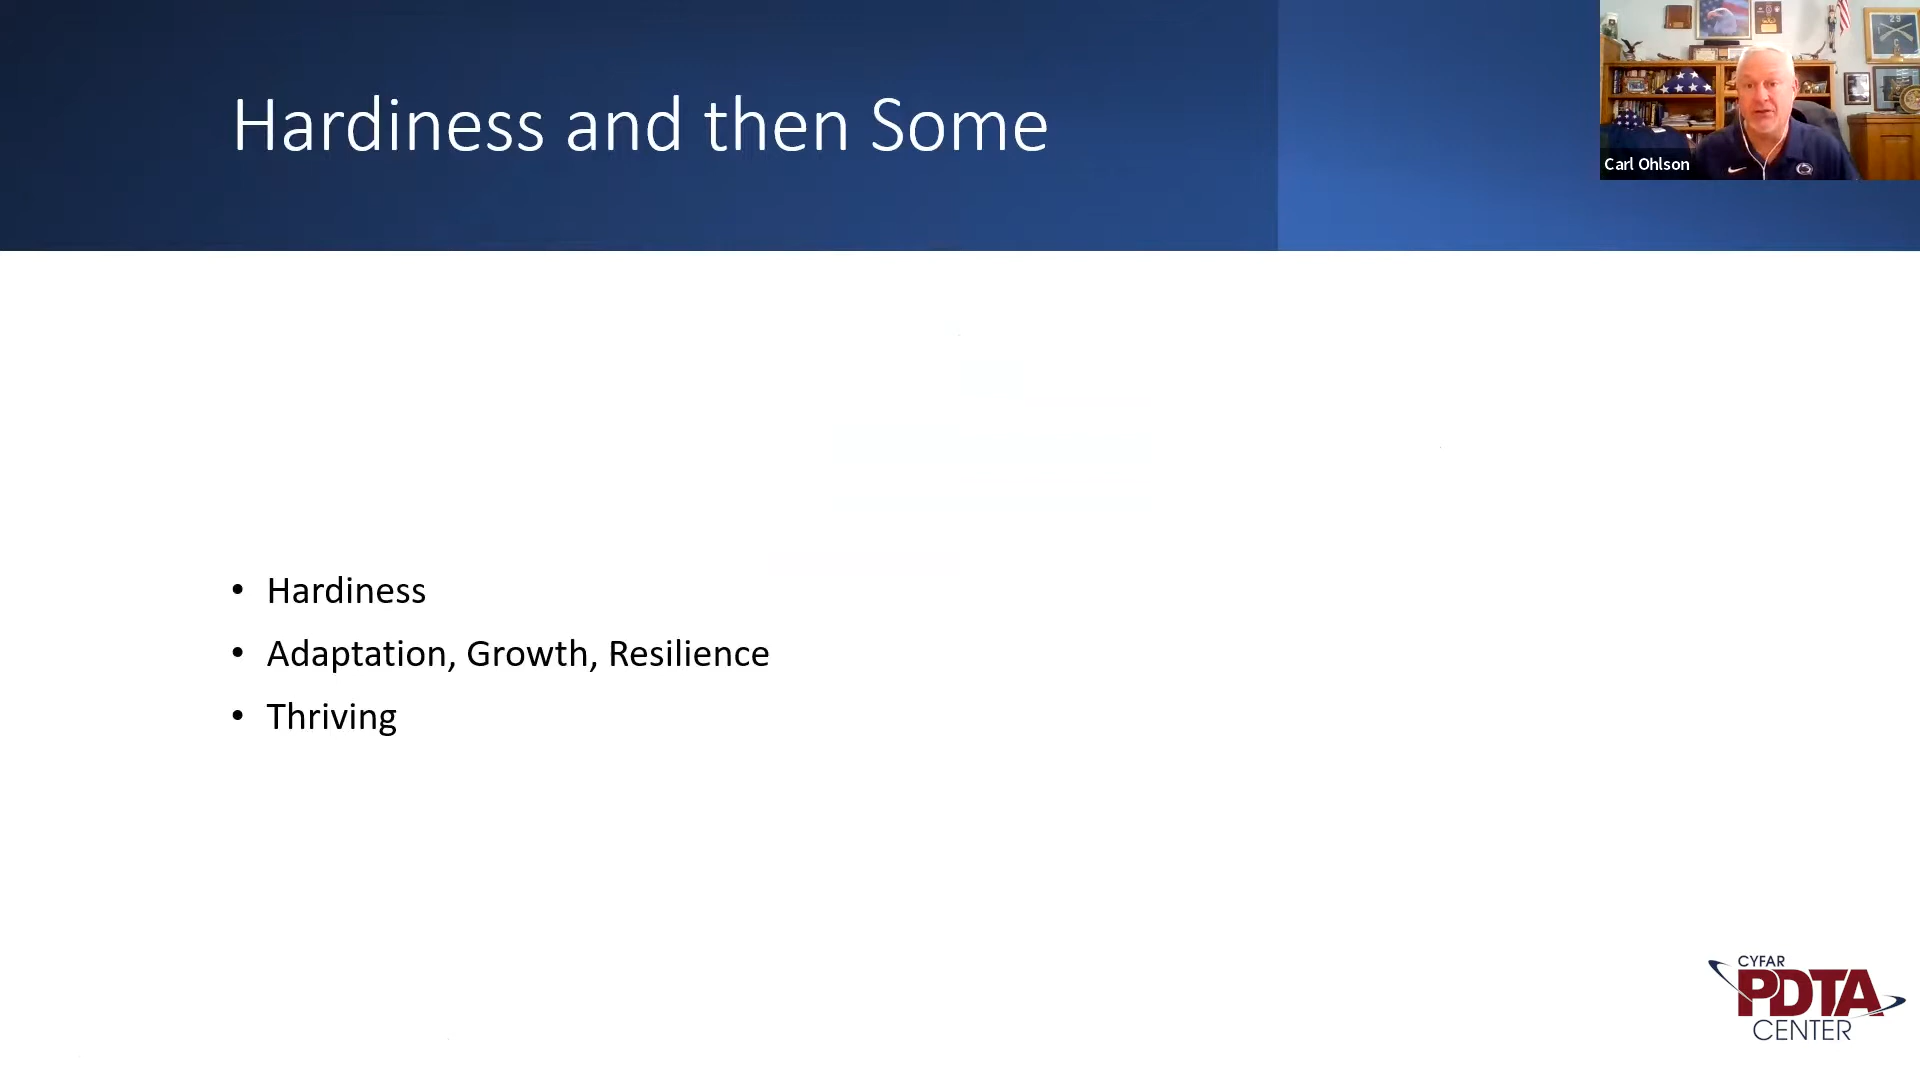 Hardiness and then Some
Carl Ohlson
• Hardiness
• Adaptation, Growth, Resilience
• Thriving
CYFAR
PDTA
CENTER